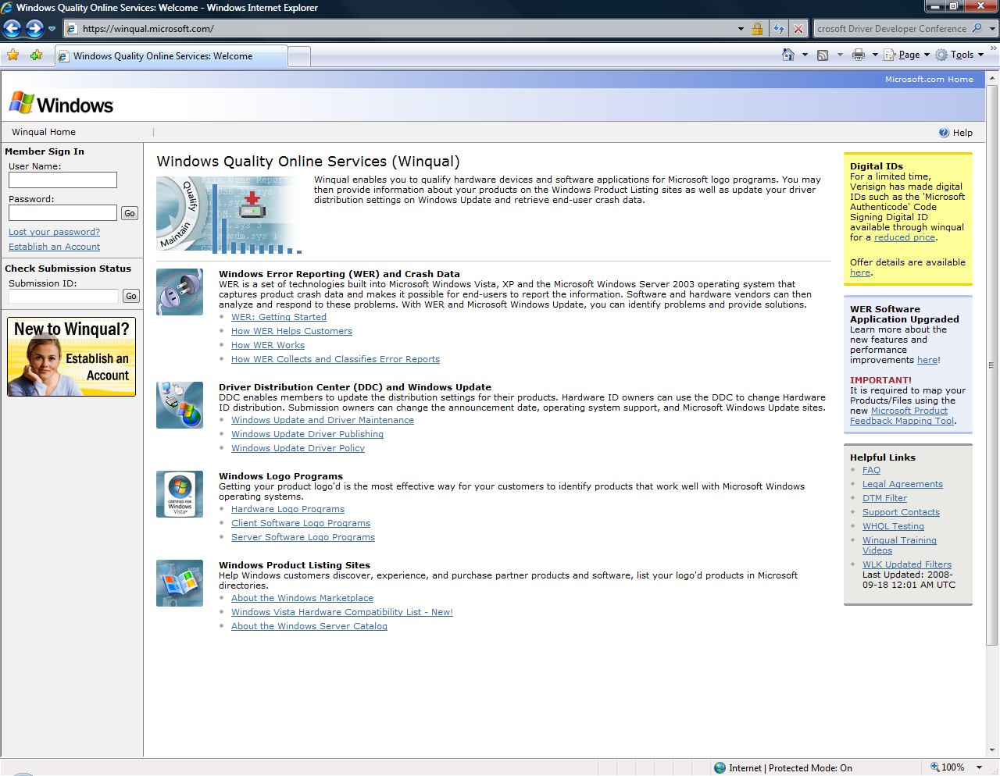 Windows Quality Online Services: Welcome - Windows Internet Explorer
https://winqual.microsoft.com/
crosoft Driver Developer Conference
Windows Quality Online Services: Welcome
Page
Tools
Microsoft.com Home
Windows
Winqual Home
|
Help
Member Sign In
User Name:
Password:
Go
Lost your password?
Establish an Account
Check Submission Status
Submission ID:
Go
New to Winqual?
Establish an
Account
Windows Quality Online Services (Winqual)
Qualify
Maintain
Winqual enables you to qualify hardware devices and software applications for Microsoft logo programs. You may
then provide information about your products on the Windows Product Listing sites as well as update your driver
distribution settings on Windows Update and retrieve end-user crash data.
Windows Error Reporting (WER) and Crash Data
WER is a set of technologies built into Microsoft Windows Vista, XP and the Microsoft Windows Server 2003 operating system that
captures product crash data and makes it possible for end-users to report the information. Software and hardware vendors can then
analyze and respond to these problems. With WER and Microsoft Windows Update, you can identify problems and provide solutions.
WER: Getting Started
How WER Helps Customers
How WER Works
How WER Collects and Classifies Error Reports
Driver Distribution Center (DDC) and Windows Update
DDC enables members to update the distribution settings for their products. Hardware ID owners can use the DDC to change Hardware
ID distribution. Submission owners can change the announcement date, operating system support, and Microsoft Windows Update sites.
Windows Update and Driver Maintenance
Windows Update Driver Publishing
Windows Update Driver Policy
CERTIFIED FOR
Windows
Vista
Windows Logo Programs
Getting your product logo'd is the most effective way for your customers to identify products that work well with Microsoft Windows
operating systems.
Hardware Logo Programs
Client Software Logo Programs
Server Software Logo Programs
Windows Product Listing Sites
Help Windows customers discover, experience, and purchase partner products and software, list your logo'd products in Microsoft
directories.
About the Windows Marketplace
Windows Vista Hardware Compatibility List - New!
About the Windows Server Catalog
Digital IDs
For a limited time,
Verisign has made digital
IDs such as the 'Microsoft
Authenticode' Code
Signing Digital ID
available through winqual
for a reduced price.
Offer details are available
here.
WER Software
Application Upgraded
Learn more about the
new features and
performance
improvements here!
IMPORTANT!
It is required to map your
Products/Files using the
new Microsoft Product
Feedback Mapping Tool.
Helpful Links
FAQ
Legal Agreements
DTM Filter
Support Contacts
WHQL Testing
Winqual Training
Videos
WLK Updated Filters
Last Updated: 2008-
09-18 12:01 AM UTC
Internet | Protected Mode: On
100%